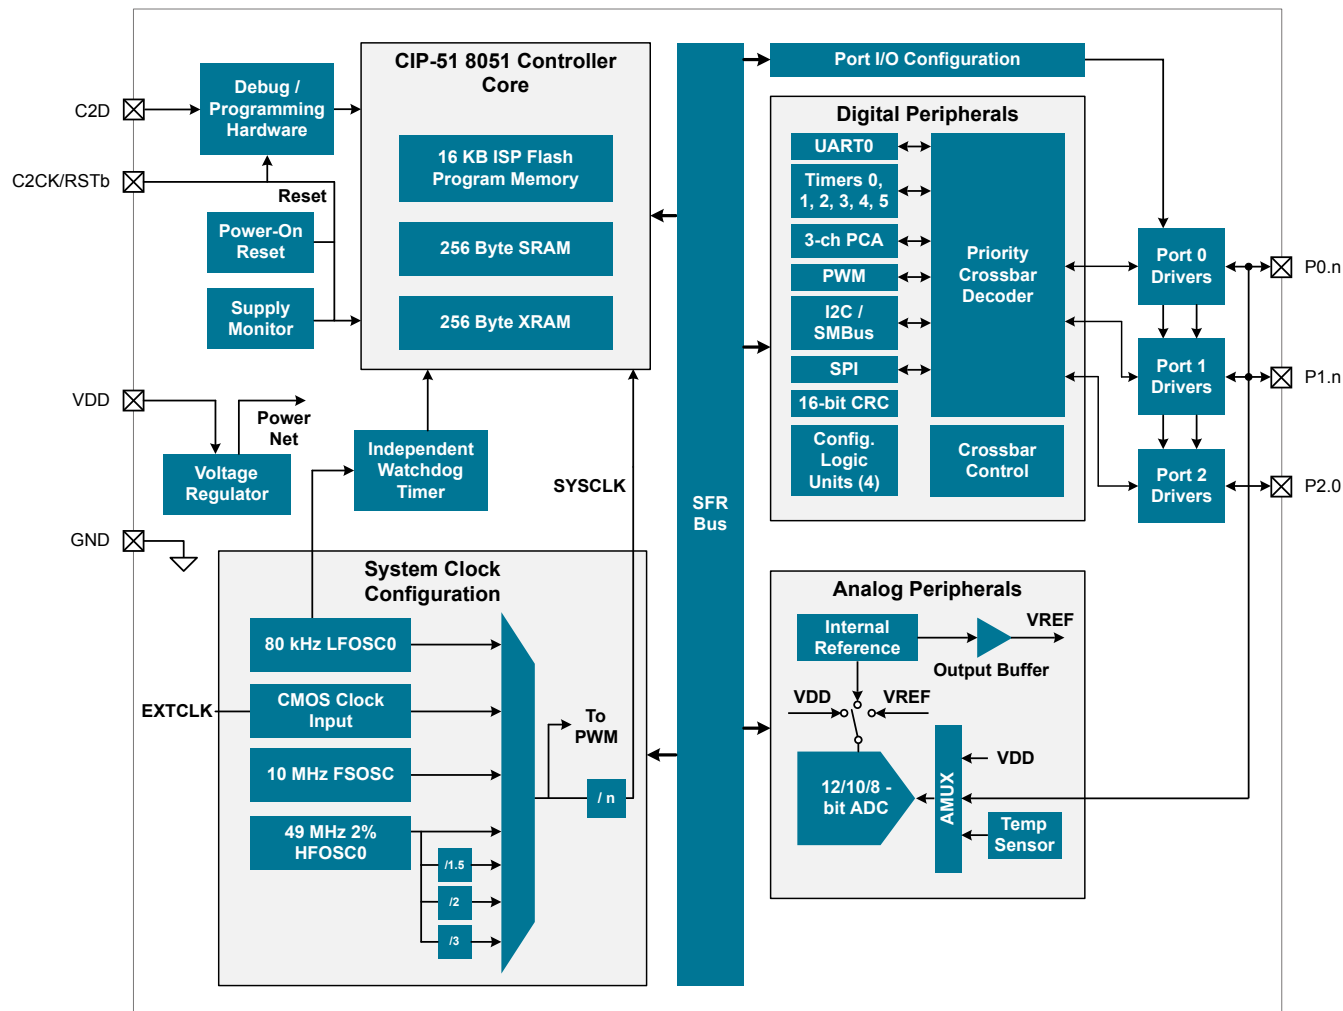 CIP-51 8051 Controller
Core
Debug /
Programming
Hardware
C2D
C2CK/RSTb
Reset
16 KB ISP Flash
Program Memory
256 Byte SRAM
256 Byte XRAM
Power-On
Reset
Supply
Monitor
VDD
Power
Net
Voltage
Regulator
GND
Independent
Watchdog
Timer
SYSCLK
System Clock
Configuration
80 kHz LFOSC0
EXTCLK
CMOS Clock
Input
10 MHz FSOSC
49 MHz 2%
HFOSC0
/1.5
/2
/3
To
PWM
/ n
SFR
Bus
Port I/O Configuration
Digital Peripherals
UART0
Timers 0,
1, 2, 3, 4, 5
3-ch PCA
PWM
I2C /
SMBus
SPI
16-bit CRC
Config.
Logic
Units (4)
Priority
Crossbar
Decoder
Crossbar
Control
Port 0
Drivers
Port 1
Drivers
Port 2
Drivers
P0.n
P1.n
P2.0
Analog Peripherals
Internal
Reference
VREF
Output Buffer
VDD
VREF
12/10/8 -
bit ADC
AMUX
VDD
Temp
Sensor